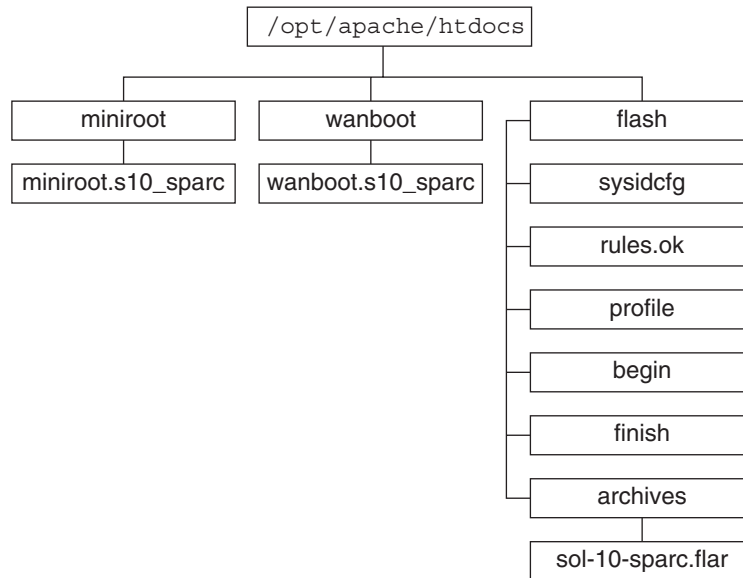 /opt/apache/htdocs
miniroot
wanboot
flash
miniroot.s10_sparc
wanboot.s10_sparc
sysidcfg
rules.ok
profile
begin
finish
archives
sol-10-sparc.flar